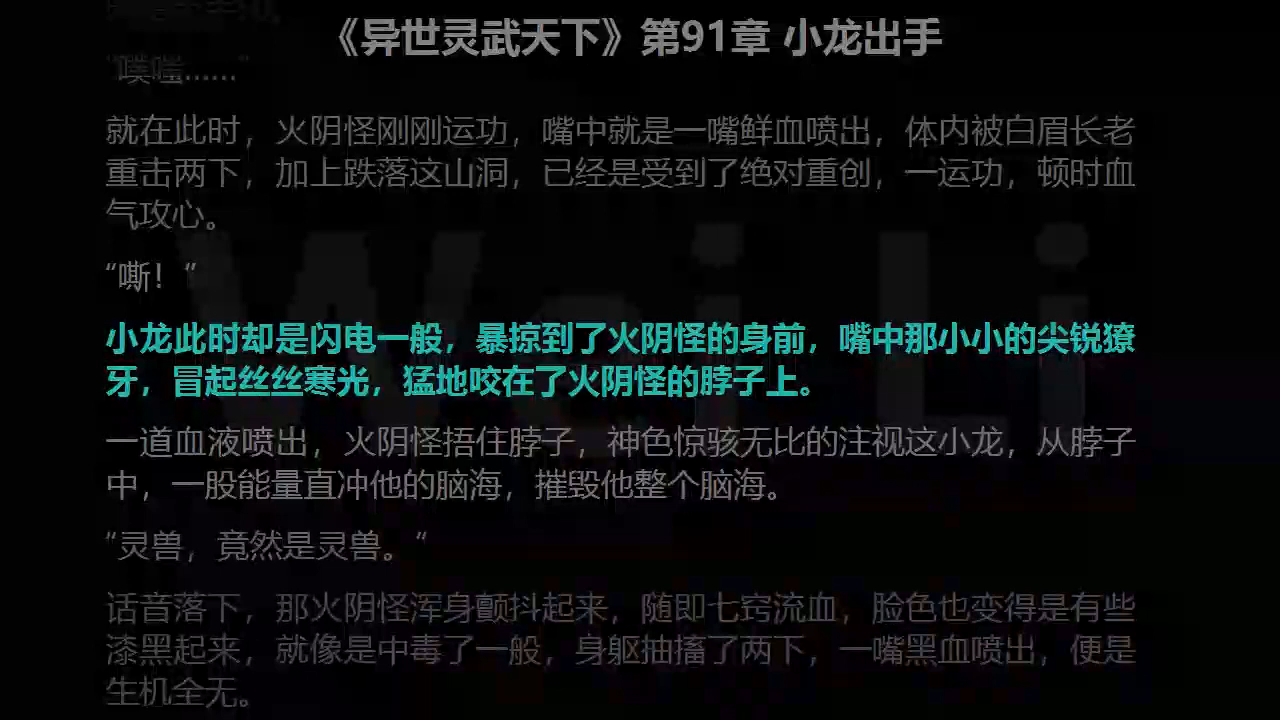 《异世灵武天下》第91章 小龙出手
“噗嗤……”
就在此时，火阴怪刚刚运功，嘴中就是一嘴鲜血喷出，体内被白眉长老
重击两下，加上跌落这山洞，已经是受到了绝对重创，一运功，顿时血
气攻心。
“嘶！”
小龙此时却是闪电一般，暴掠到了火阴怪的身前，嘴中那小小的尖锐獠
牙，冒起丝丝寒光，猛地咬在了火阴怪的脖子上。
一道血液喷出，火阴怪捂住脖子，神色惊骇无比的注视这小龙，从脖子
中，一股能量直冲他的脑海，摧毁他整个脑海。
“灵兽，竟然是灵兽。”
话音落下，那火阴怪浑身颤抖起来，随即七窍流血，脸色也变得是有些
漆黑起来，就像是中毒了一般，身躯抽搐了两下，一嘴黑血喷出，便是
生机全无。
Wei Li